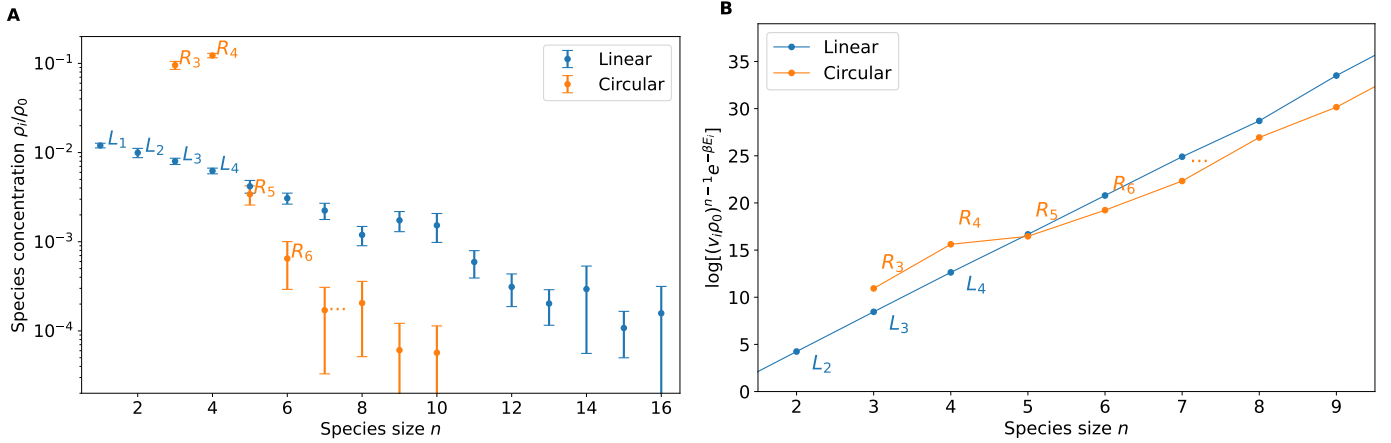 A
Species concentration ρᵢ/ρ₀
10⁻¹
10⁻²
10⁻³
10⁻⁴
R₃
R₄
L₁
L₂
L₃
L₄
R₅
R₆
...
Linear
Circular
2 4 6 8 10 12 14 16
Species size n
B
log[(vᵢρ₀)ⁿ⁻¹e^{-βEᵢ}]
35
30
25
20
15
10
5
0
Linear
Circular
...
R₆
R₅
R₄
R₃
L₄
L₃
L₂
2 3 4 5 6 7 8 9
Species size n